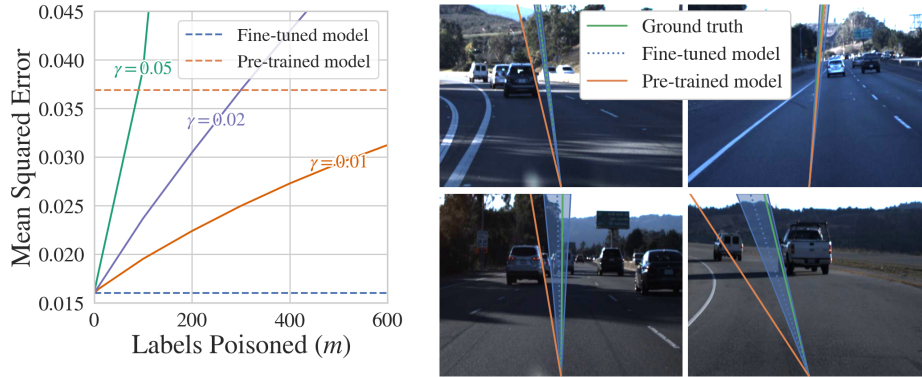 0.045
0.040
0.035
0.030
0.025
0.020
0.015
Mean Squared Error
0
200
400
600
Labels Poisoned (m)
Fine-tuned model
Pre-trained model
γ = 0.05
γ = 0.02
γ = 0.01
Ground truth
Fine-tuned model
Pre-trained model